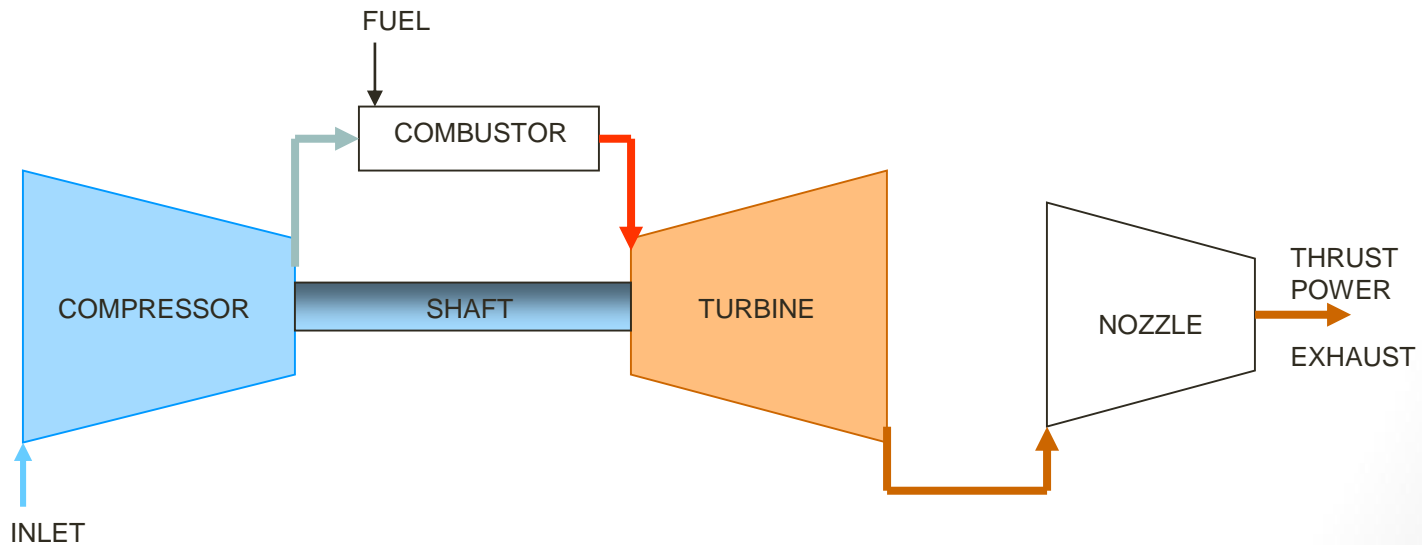 FUEL
COMBUSTOR
COMPRESSOR
SHAFT
TURBINE
NOZZLE
THRUST
POWER
EXHAUST
INLET